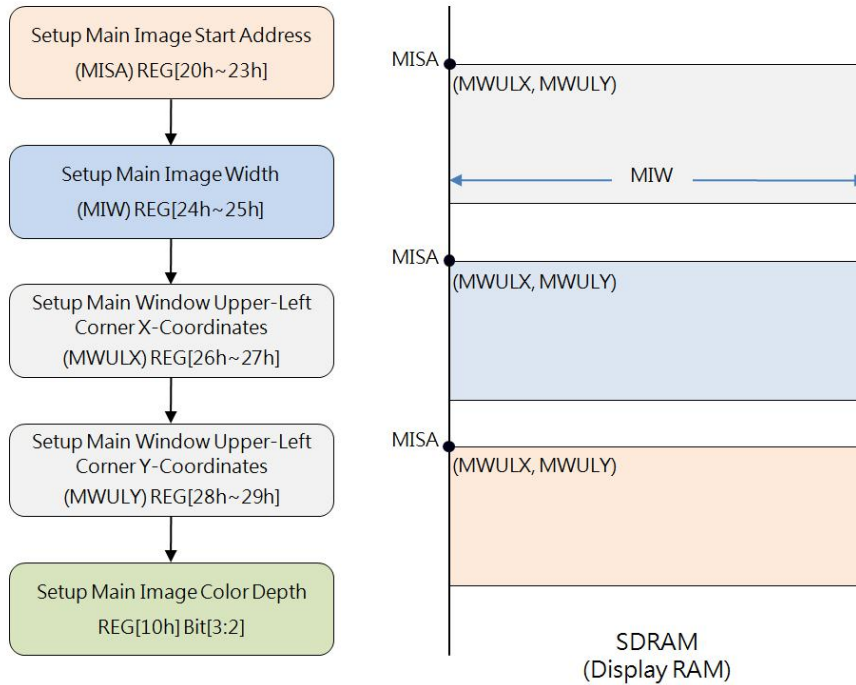 Setup Main Image Start Address
(MISA) REG[20h~23h]
Setup Main Image Width
(MIW) REG[24h~25h]
Setup Main Window Upper-Left
Corner X-Coordinates
(MWULX) REG[26h~27h]
Setup Main Window Upper-Left
Corner Y-Coordinates
(MWULY) REG[28h~29h]
Setup Main Image Color Depth
REG[10h] Bit[3:2]
MISA
(MWULX, MWULY)
MIW
MISA
(MWULX, MWULY)
MISA
(MWULX, MWULY)
SDRAM
(Display RAM)